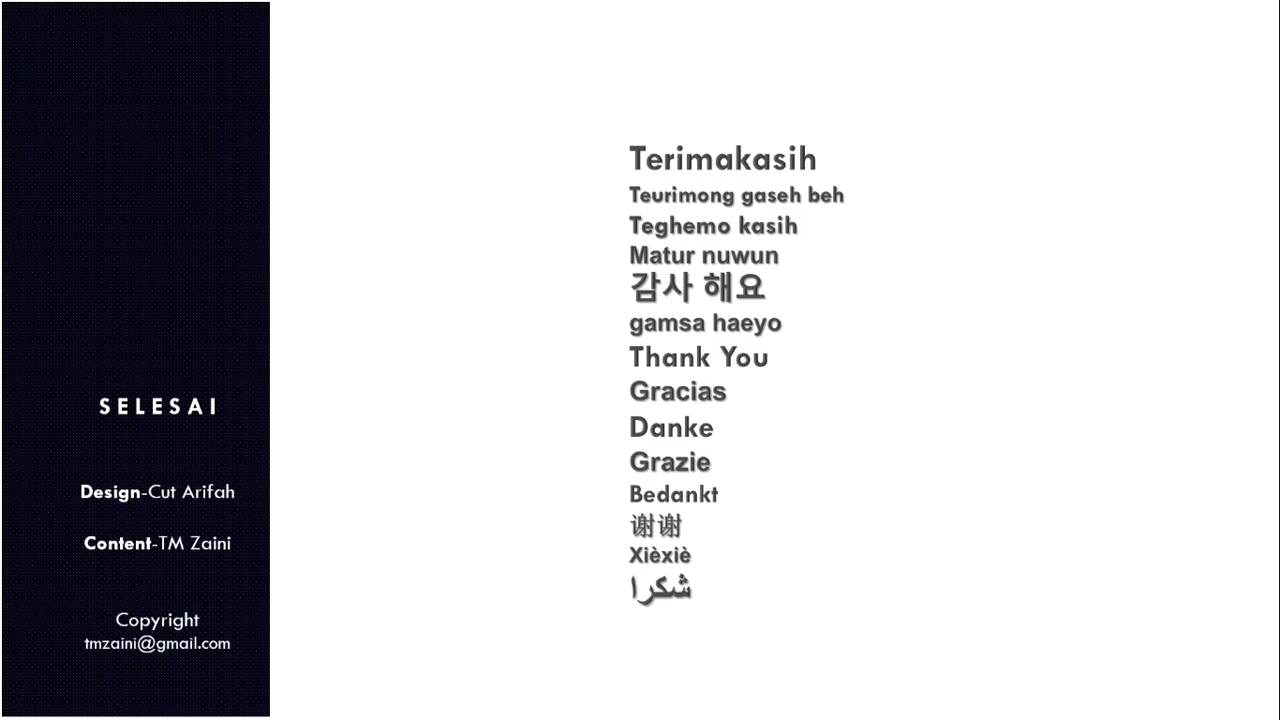 SELESAI
Design-Cut Arifah
Content-TM Zaini
Copyright
tmzaini@gmail.com
Terimakasih
Teurimong gaseh beh
Teghemo kasih
Matur nuwun
감사 해요
gamsa haeyo
Thank You
Gracias
Danke
Grazie
Bedankt
谢谢
Xièxiè
شكرا